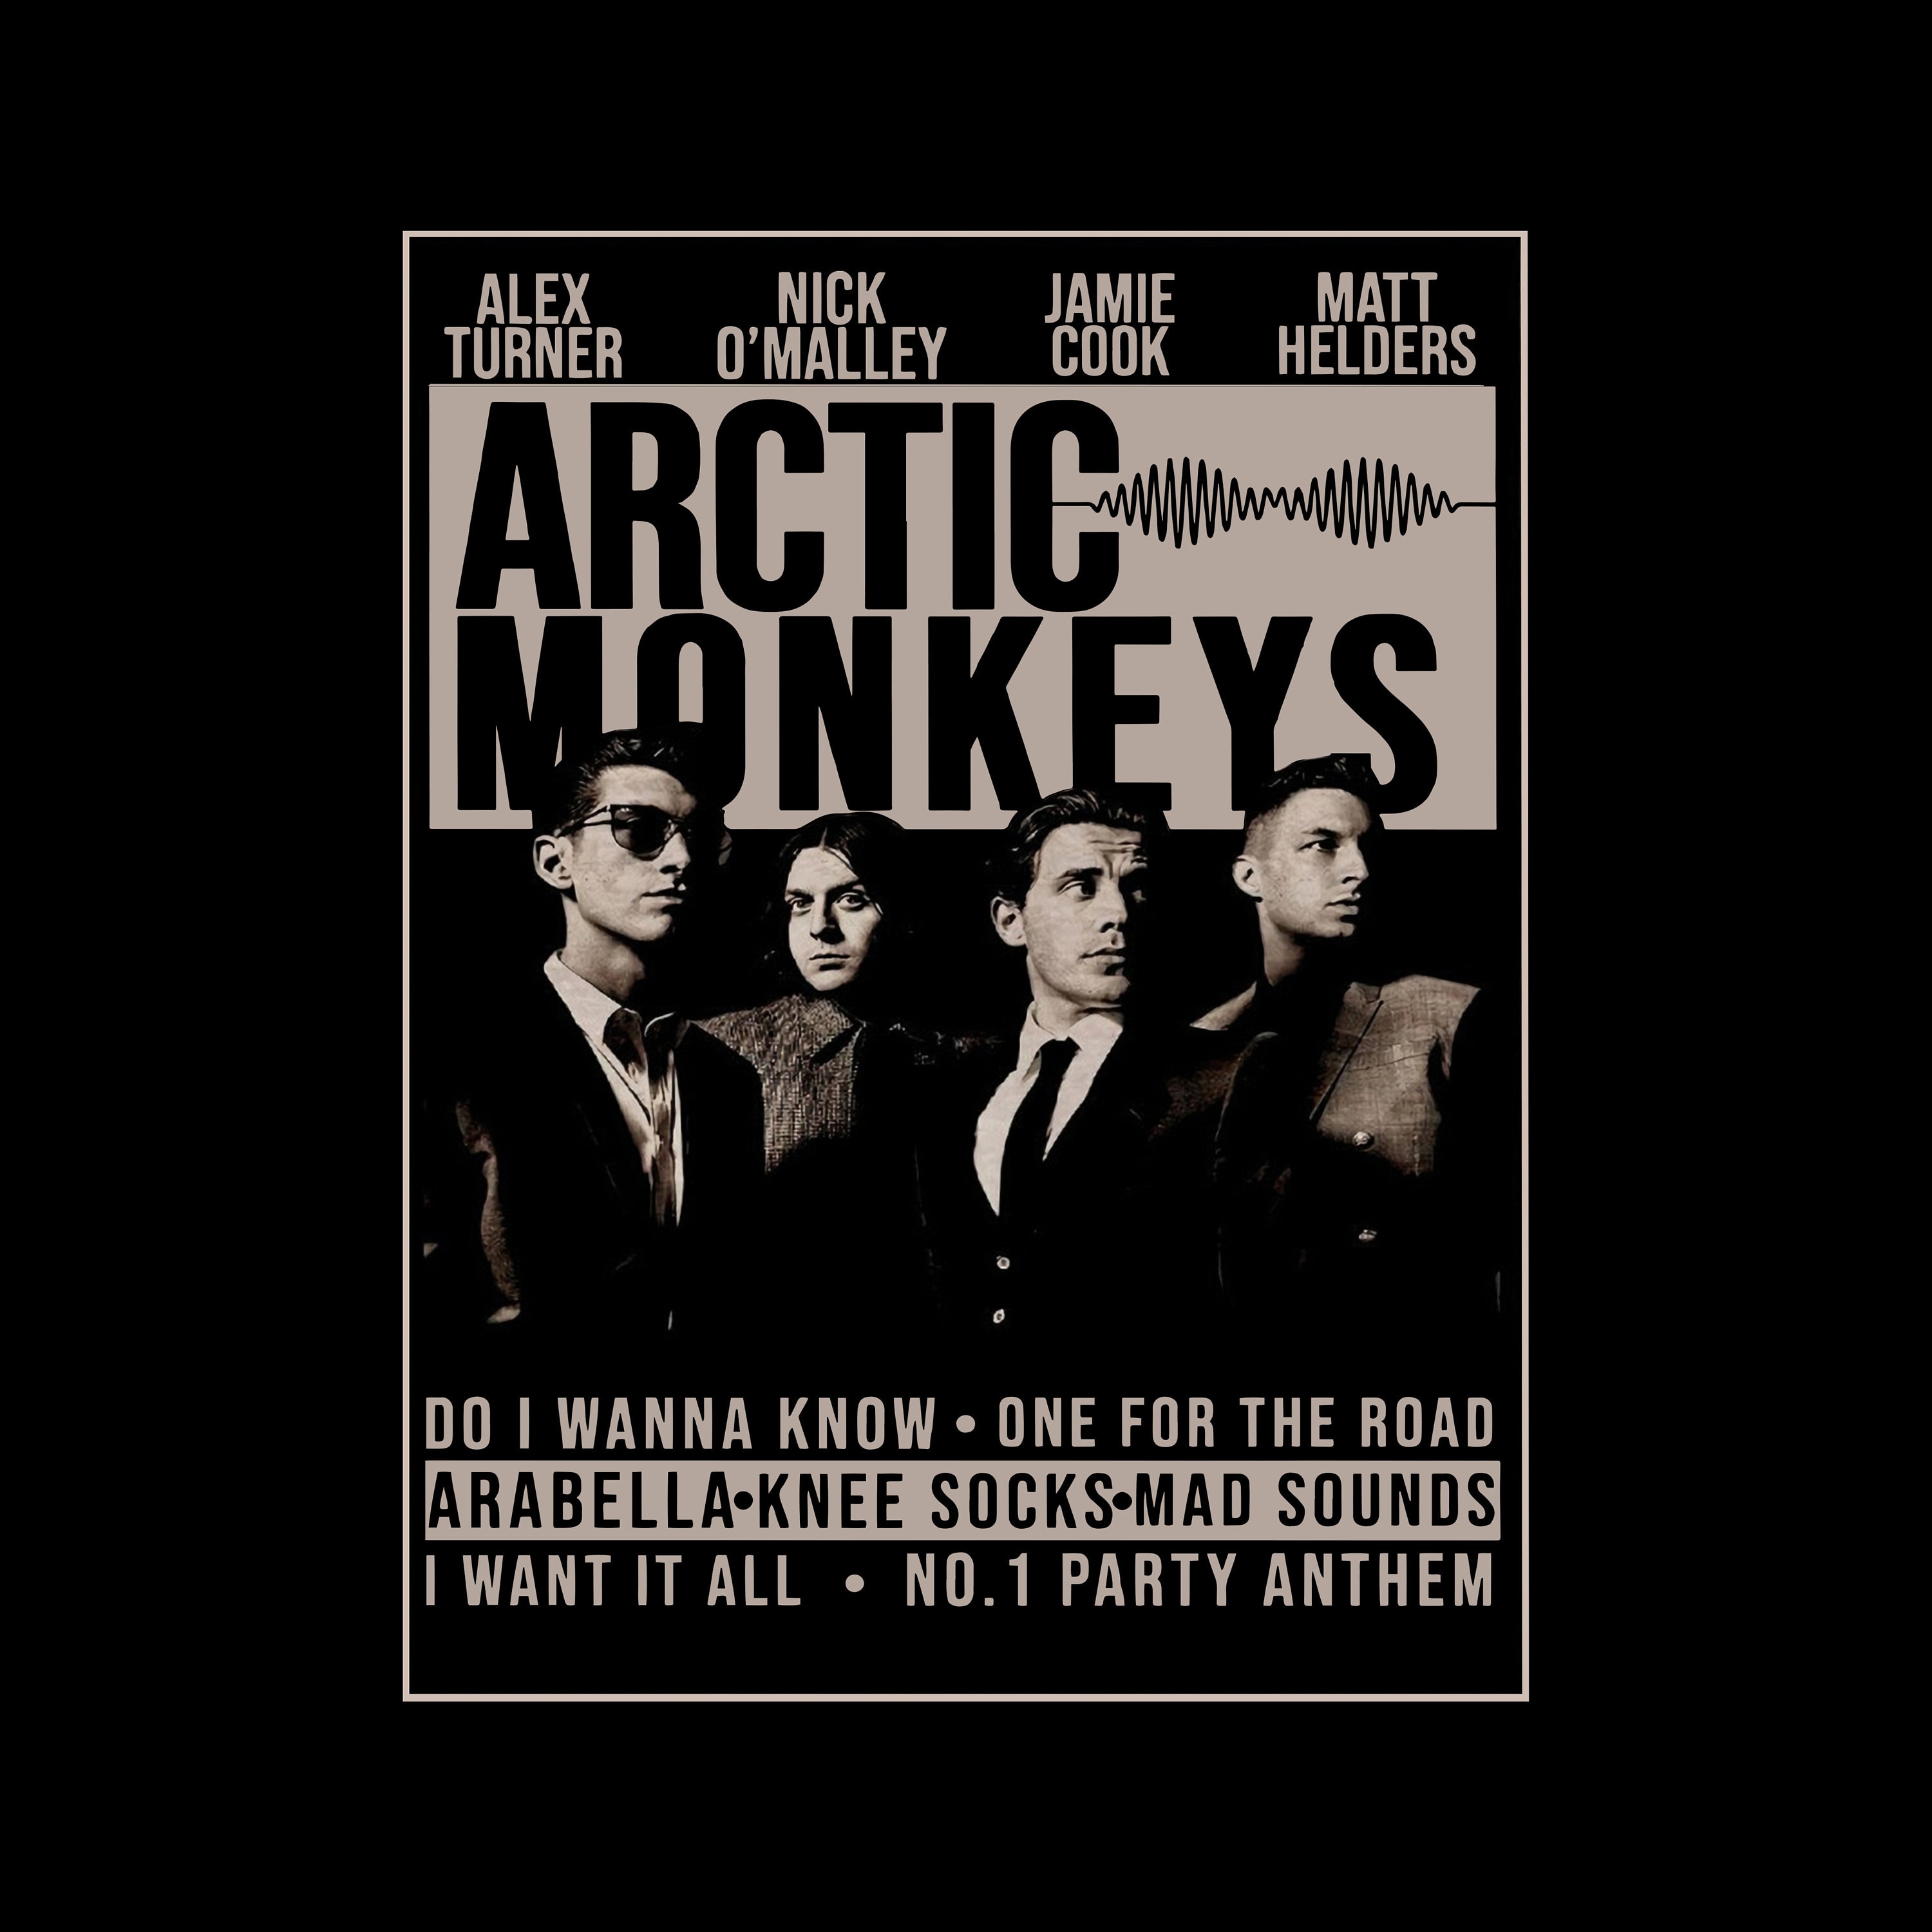 ALEX TURNER
NICK O’MALLEY
JAMIE COOK
MATT HELDERS
ARCTIC
MONKEYS
DO I WANNA KNOW • ONE FOR THE ROAD
ARABELLA•KNEE SOCKS•MAD SOUNDS
I WANT IT ALL • NO.1 PARTY ANTHEM